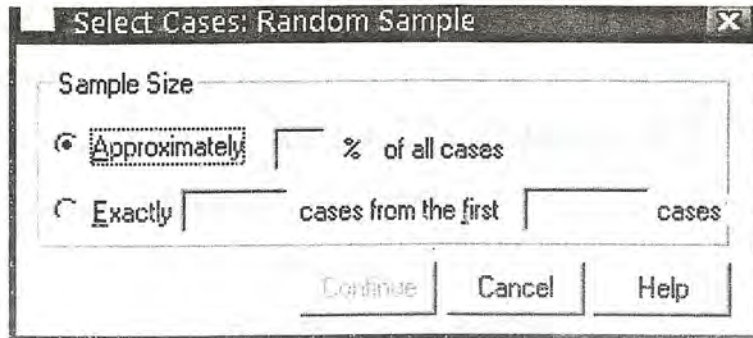 Select Cases: Random Sample
Sample Size
Approximately % of all cases
Exactly cases from the first cases
Continue Cancel Help